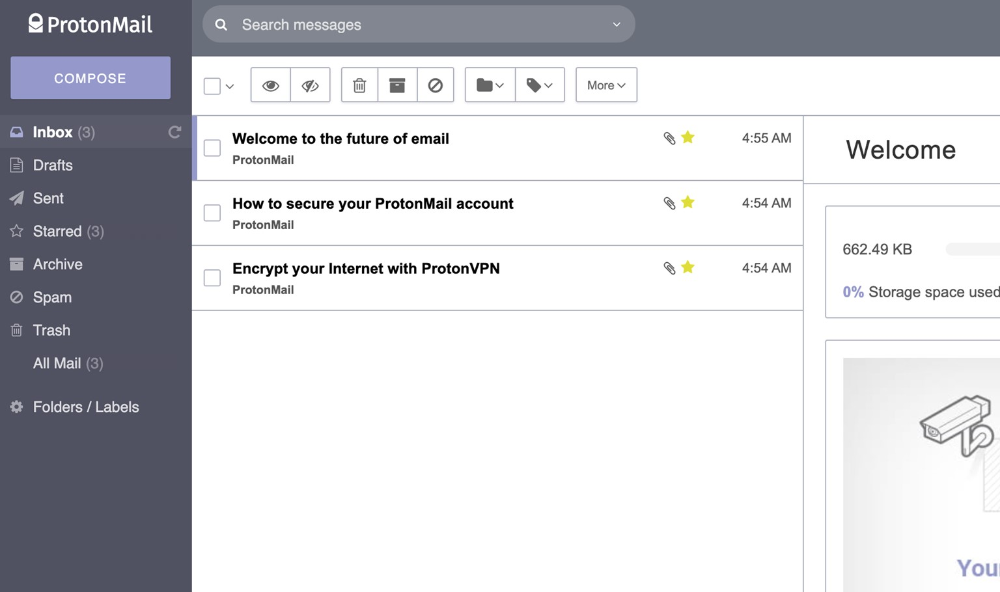 ProtonMail
Search messages
COMPOSE
More
Inbox (3)
Drafts
Sent
Starred (3)
Archive
Spam
Trash
All Mail (3)
Folders / Labels
Welcome to the future of email 4:55 AM
ProtonMail
How to secure your ProtonMail account 4:54 AM
ProtonMail
Encrypt your Internet with ProtonVPN 4:54 AM
ProtonMail
Welcome
662.49 KB
0% Storage space used